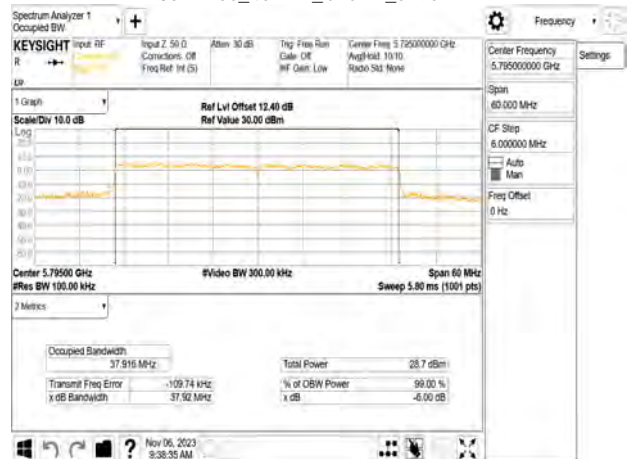 Spectrum Analyzer 1
Occupied BW
+
Frequency
KEYSIGHT
Input: RF
Input Z: 50 Ω
Atten: 30 dB
Trig: Free Run
Center Freq: 5.795000000 GHz
R
Corrections: Off
Gate: Off
Avg|Hold: 10/10
Freq Ref: Int (S)
#IF Gain: Low
Radio Std: None
Center Frequency
5.795000000 GHz
Settings
Span
60.000 MHz
CF Step
6.000000 MHz
Auto
Man
Freq Offset
0 Hz
1 Graph
Ref Lvl Offset 12.40 dB
Scale/Div 10.0 dB
Ref Value 30.00 dBm
Log
Center 5.79500 GHz
#Video BW 300.00 kHz
Span 60 MHz
#Res BW 100.00 kHz
Sweep 5.80 ms (1001 pts)
2 Metrics
Occupied Bandwidth
37.916 MHz
Total Power
28.7 dBm
Transmit Freq Error
-109.74 kHz
% of OBW Power
99.00 %
x dB Bandwidth
37.92 MHz
x dB
-6.00 dB
?
Nov 06, 2023
9:38:35 AM